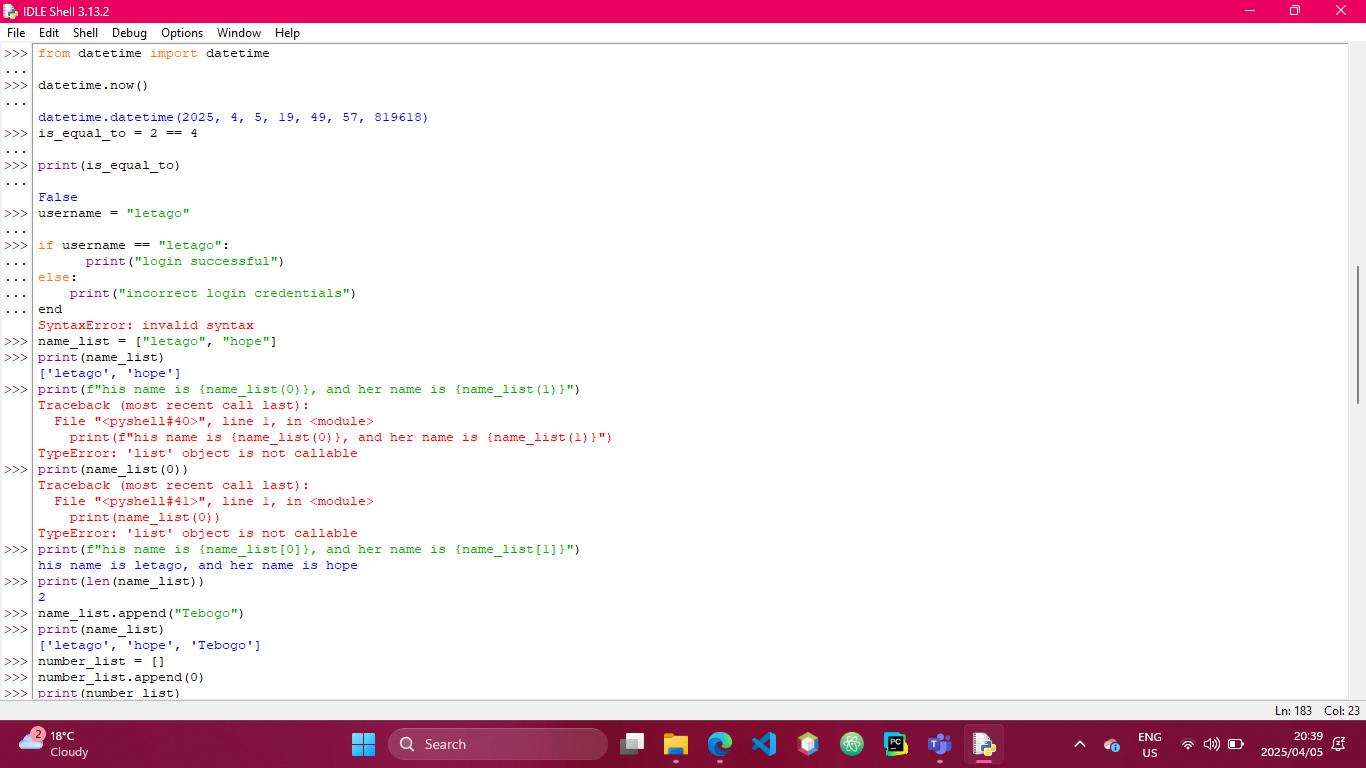 IDLE Shell 3.13.2
File Edit Shell Debug Options Window Help
>>> from datetime import datetime
...
>>> datetime.now()
...
datetime.datetime(2025, 4, 5, 19, 49, 57, 819618)
>>> is_equal_to = 2 == 4
...
>>> print(is_equal_to)
...
False
>>> username = "letago"
...
>>> if username == "letago":
...       print("login successful")
... else:
...     print("incorrect login credentials")
... end
SyntaxError: invalid syntax
>>> name_list = ["letago", "hope"]
>>> print(name_list)
['letago', 'hope']
>>> print(f"his name is {name_list(0)}, and her name is {name_list(1)}")
Traceback (most recent call last):
  File "<pyshell#40>", line 1, in <module>
    print(f"his name is {name_list(0)}, and her name is {name_list(1)}")
TypeError: 'list' object is not callable
>>> print(name_list(0))
Traceback (most recent call last):
  File "<pyshell#41>", line 1, in <module>
    print(name_list(0))
TypeError: 'list' object is not callable
>>> print(f"his name is {name_list[0]}, and her name is {name_list[1]}")
his name is letago, and her name is hope
>>> print(len(name_list))
2
>>> name_list.append("Tebogo")
>>> print(name_list)
['letago', 'hope', 'Tebogo']
>>> number_list = []
>>> number_list.append(0)
>>> print(number_list)
Ln: 183 Col: 23
2
18°C
Cloudy
Search
PC
ENG
US
20:39
2025/04/05